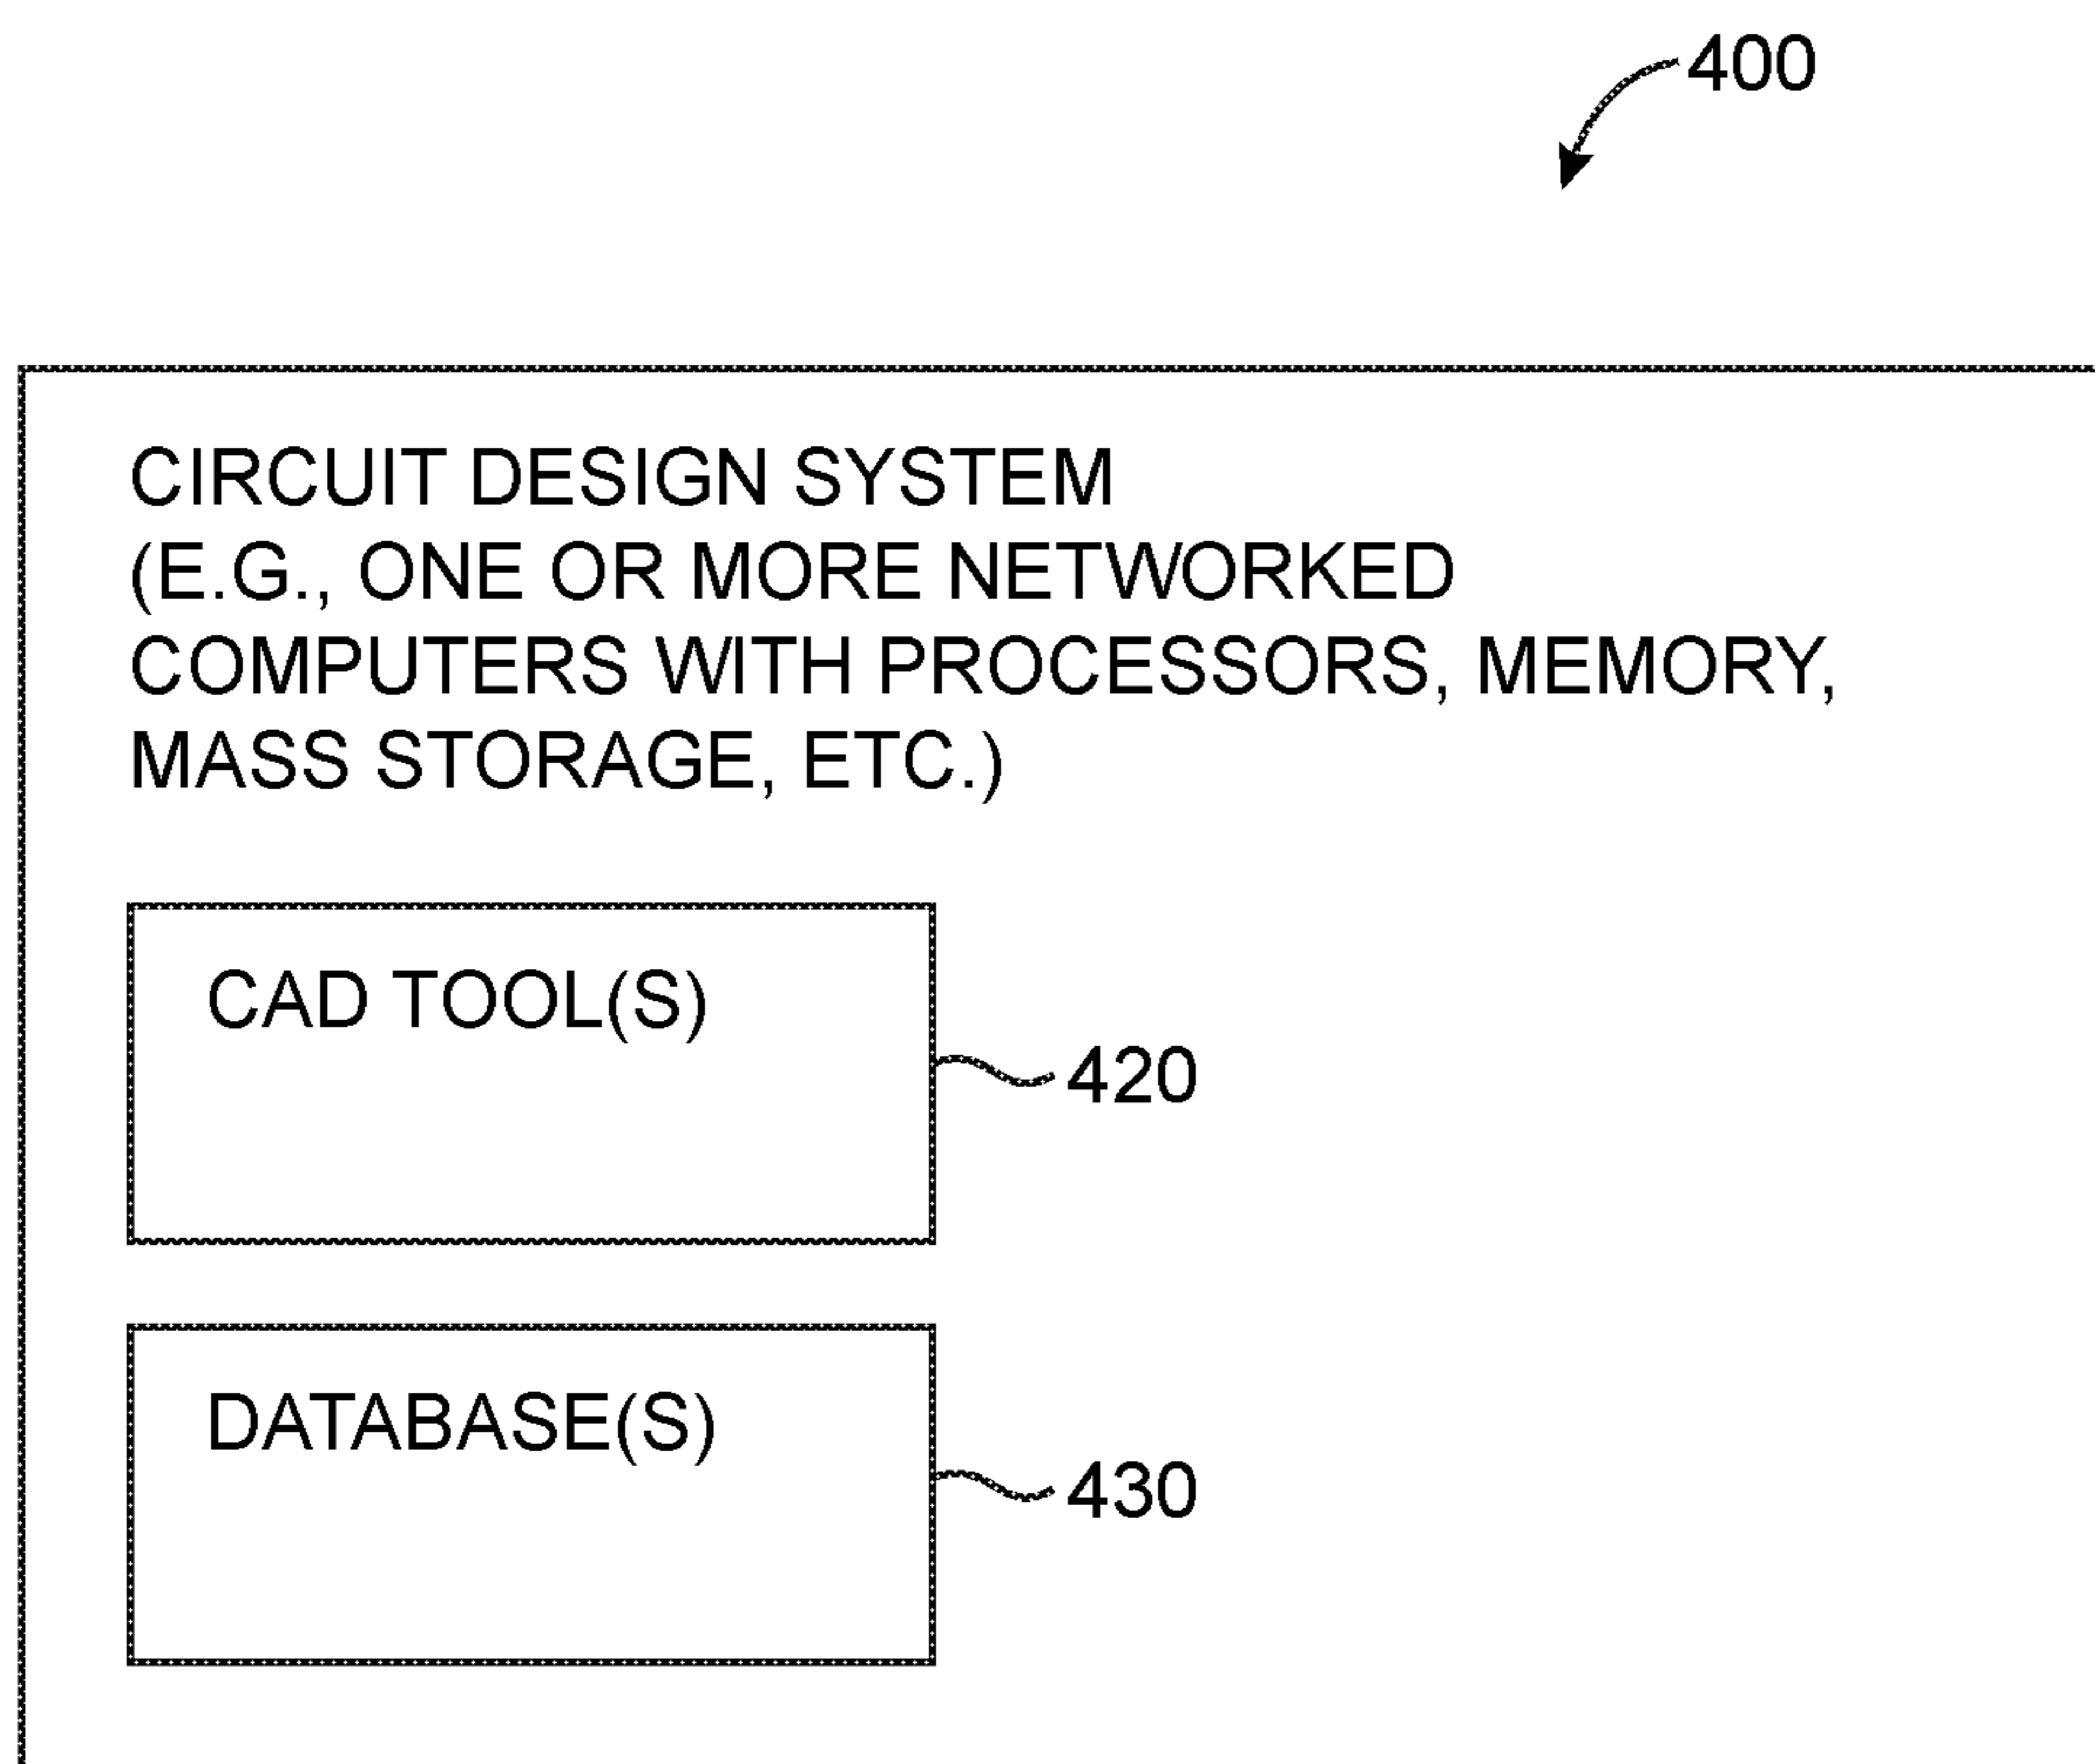 400
CIRCUIT DESIGN SYSTEM
(E.G., ONE OR MORE NETWORKED
COMPUTERS WITH PROCESSORS, MEMORY,
MASS STORAGE, ETC.)
CAD TOOL(S)
420
DATABASE(S)
430